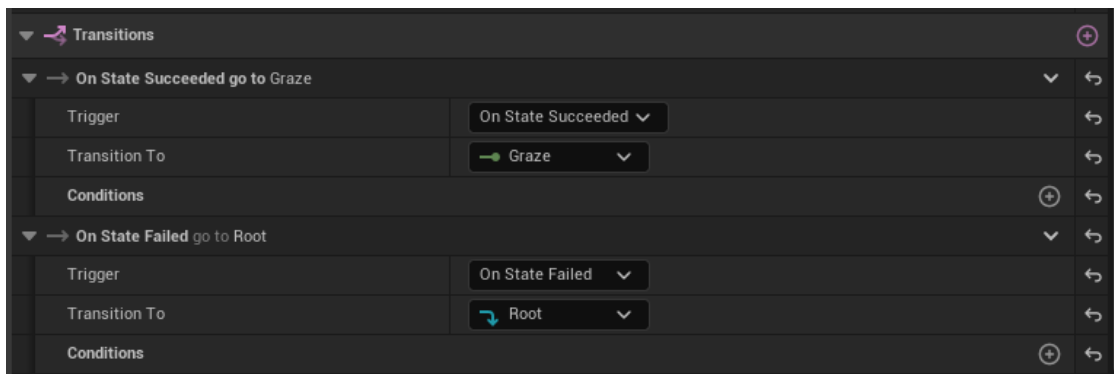 Transitions
On State Succeeded go to Graze
Trigger On State Succeeded
Transition To Graze
Conditions
On State Failed go to Root
Trigger On State Failed
Transition To Root
Conditions